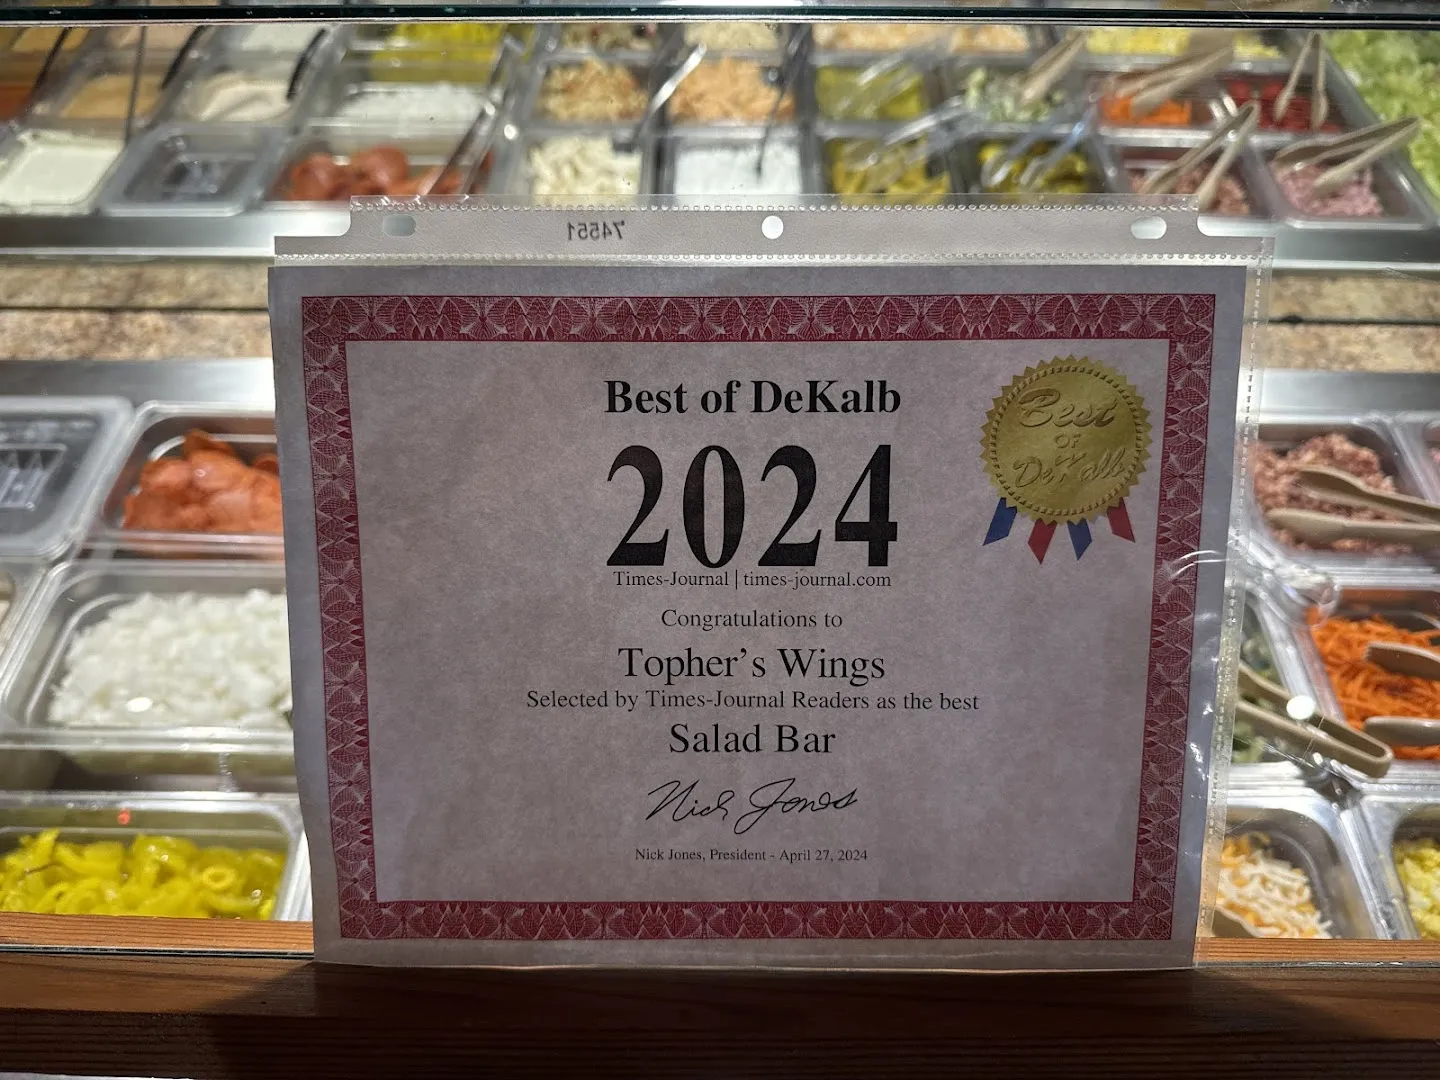 74551
Best of DeKalb
2024
Times-Journal | times-journal.com
Congratulations to
Topher's Wings
Selected by Times-Journal Readers as the best
Salad Bar
Nick Jones
Nick Jones, President - April 27, 2024
Best
OF
DeKalb